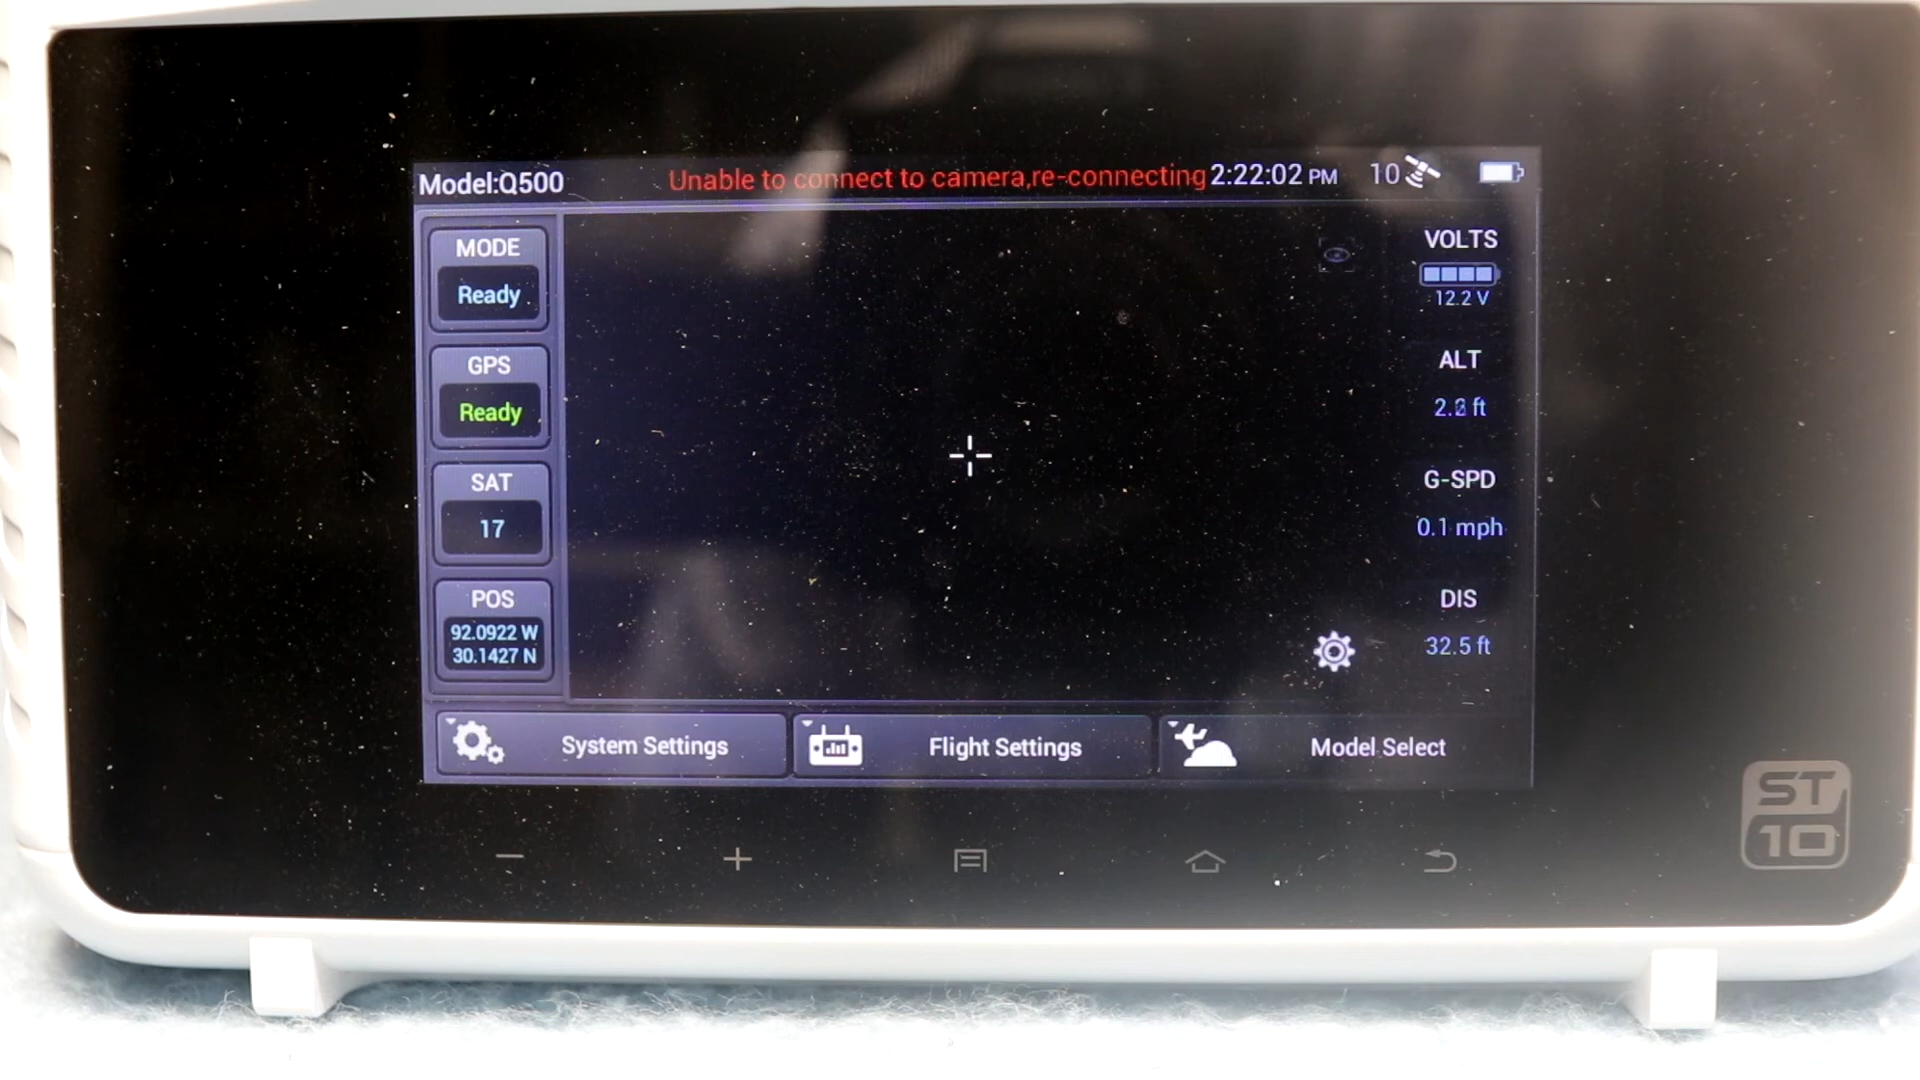 Model:Q500 Unable to connect to camera,re-connecting 2:22:02 PM 10
MODE
Ready
GPS
Ready
SAT
17
POS
92.0922 W
30.1427 N
VOLTS
12.2 V
ALT
ft
G-SPD
0.1 mph
DIS
32.5 ft
System Settings
Flight Settings
Model Select
ST
10